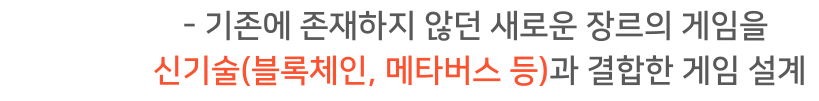 - 기존에 존재하지 않던 새로운 장르의 게임을
신기술(블록체인, 메타버스 등)과 결합한 게임 설계